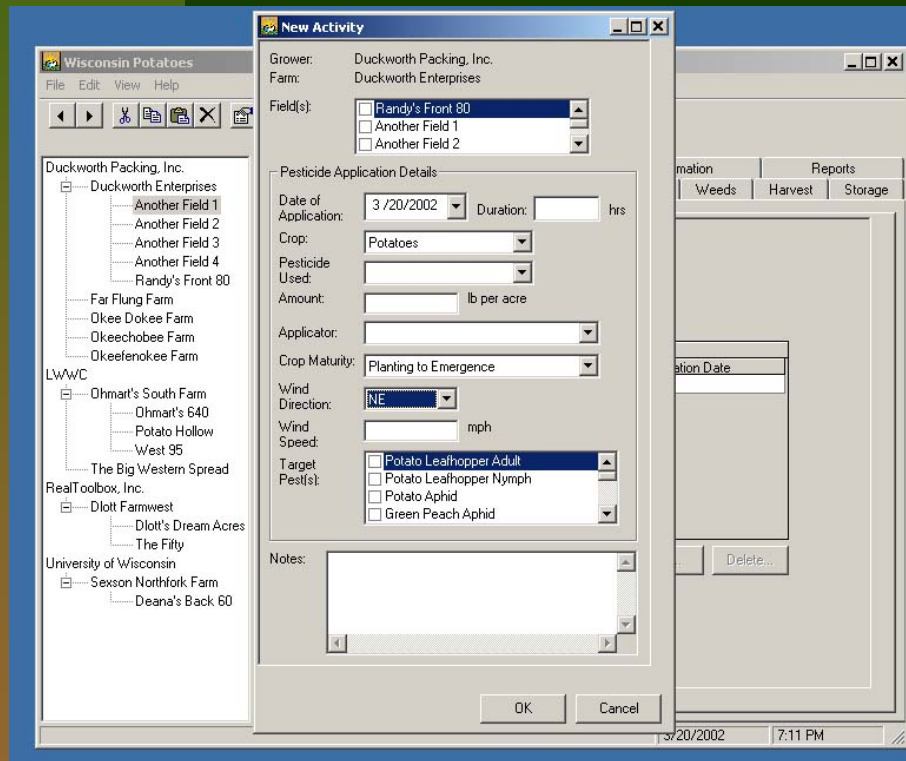 New Activity
Grower: Duckworth Packing, Inc.
Farm: Duckworth Enterprises
Field(s):
Randy's Front 80
Another Field 1
Another Field 2
Pesticide Application Details
Date of Application: 3 /20/2002 Duration: hrs
Crop: Potatoes
Pesticide Used:
Amount: lb per acre
Applicator:
Crop Maturity: Planting to Emergence
Wind Direction: NE
Wind Speed: mph
Target Pest(s):
Potato Leafhopper Adult
Potato Leafhopper Nymph
Potato Aphid
Green Peach Aphid
Notes:
OK Cancel
Wisconsin Potatoes
File Edit View Help
Duckworth Packing, Inc.
Duckworth Enterprises
Another Field 1
Another Field 2
Another Field 3
Another Field 4
Randy's Front 80
Far Flung Farm
Okee Dokee Farm
Okeechobee Farm
Okeefenokee Farm
LWWC
Ohmart's South Farm
Ohmart's 640
Potato Hollow
West 95
The Big Western Spread
RealToolbox, Inc.
Dlott Farmwest
Dlott's Dream Acres
The Fifty
University of Wisconsin
Sexson Northfork Farm
Deana's Back 60
mation Reports
Weeds Harvest Storage
ation Date
... Delete...
3/20/2002 7:11 PM